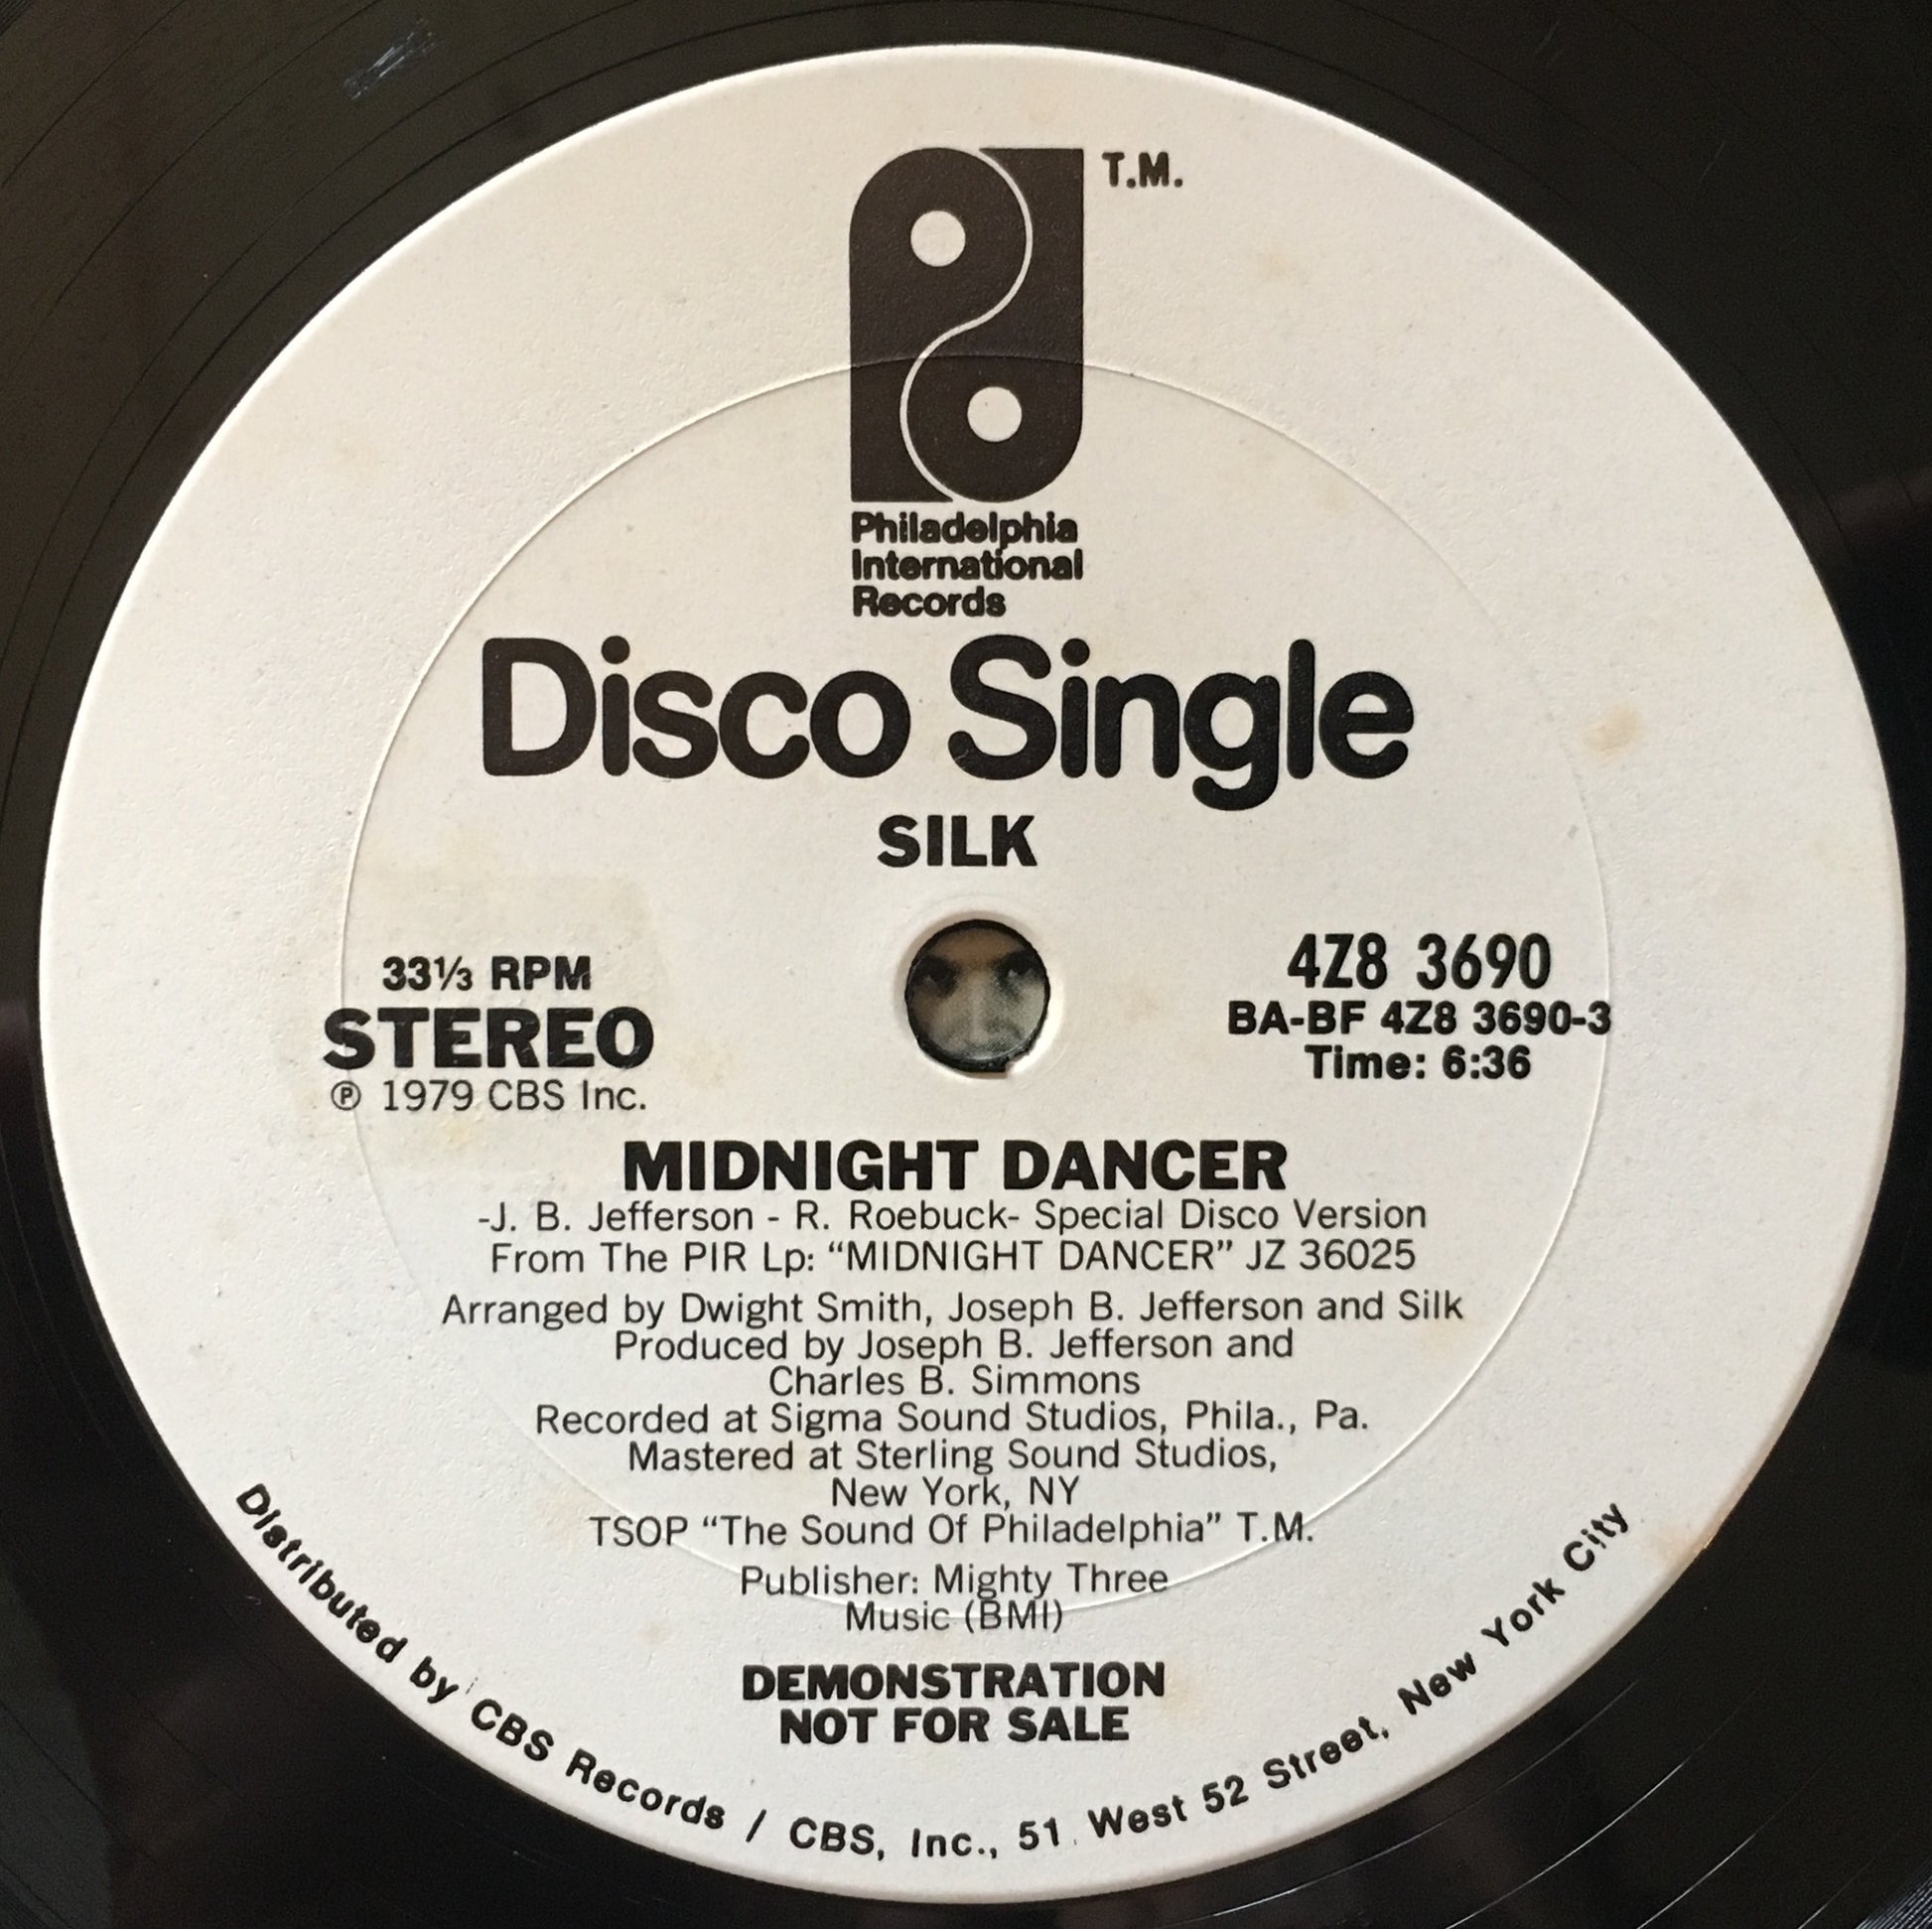 T.M.
Philadelphia
International
Records
Disco Single
SILK
33⅓ RPM
STEREO
℗ 1979 CBS Inc.
4Z8 3690
BA-BF 4Z8 3690-3
Time: 6:36
MIDNIGHT DANCER
-J. B. Jefferson - R. Roebuck- Special Disco Version
From The PIR Lp: “MIDNIGHT DANCER” JZ 36025
Arranged by Dwight Smith, Joseph B. Jefferson and Silk
Produced by Joseph B. Jefferson and
Charles B. Simmons
Recorded at Sigma Sound Studios, Phila., Pa.
Mastered at Sterling Sound Studios,
New York, NY
TSOP “The Sound Of Philadelphia” T.M.
Publisher: Mighty Three
Music (BMI)
DEMONSTRATION
NOT FOR SALE
Distributed by CBS Records / CBS, Inc., 51 West 52 Street, New York City